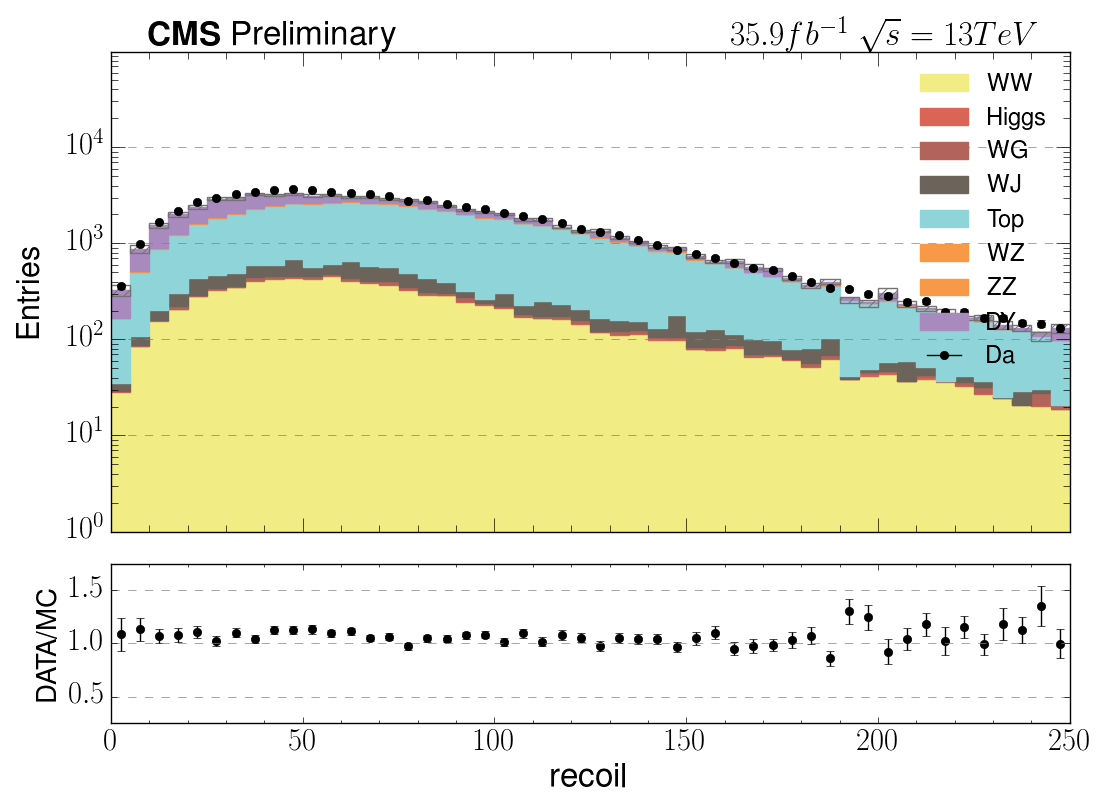 CMS Preliminary
35.9fb⁻¹ √s = 13TeV
Entries
10⁴
10³
10²
10¹
10⁰
WW
Higgs
WG
WJ
Top
WZ
ZZ
DY
Da
DATA/MC
1.5
1.0
0.5
0 50 100 150 200 250
recoil